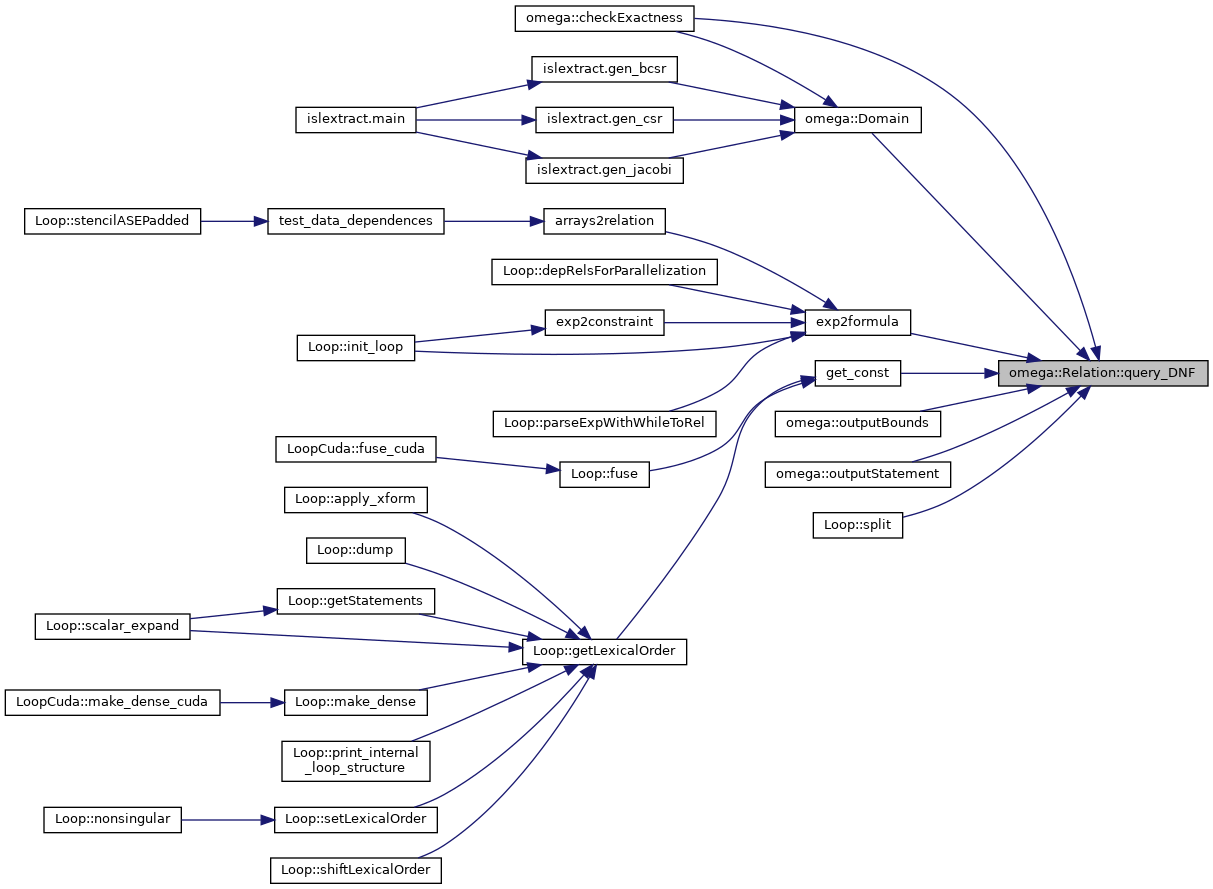 omega::checkExactness
islextract.gen_bcsr
islextract.main
islextract.gen_csr
omega::Domain
islextract.gen_jacobi
Loop::stencilASEPadded
test_data_dependences
arrays2relation
Loop::depRelsForParallelization
exp2constraint
exp2formula
Loop::init_loop
get_const
omega::Relation::query_DNF
Loop::parseExpWithWhileToRel
omega::outputBounds
LoopCuda::fuse_cuda
Loop::fuse
omega::outputStatement
Loop::apply_xform
Loop::split
Loop::dump
Loop::getStatements
Loop::scalar_expand
Loop::getLexicalOrder
LoopCuda::make_dense_cuda
Loop::make_dense
Loop::print_internal
_loop_structure
Loop::nonsingular
Loop::setLexicalOrder
Loop::shiftLexicalOrder